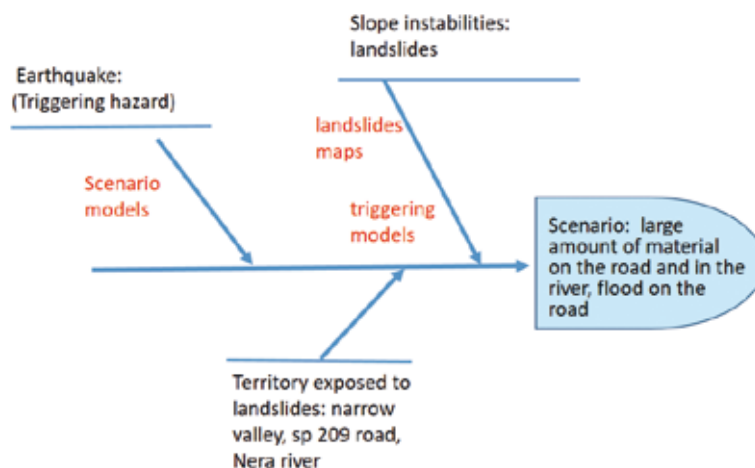 Slope instabilities:
landslides
Earthquake:
(Triggering hazard)
landslides
maps
Scenario
models
triggering
models
Scenario: large
amount of material
on the road and in the
river, flood on the
road
Territory exposed to
landslides: narrow
valley, sp 209 road,
Nera river